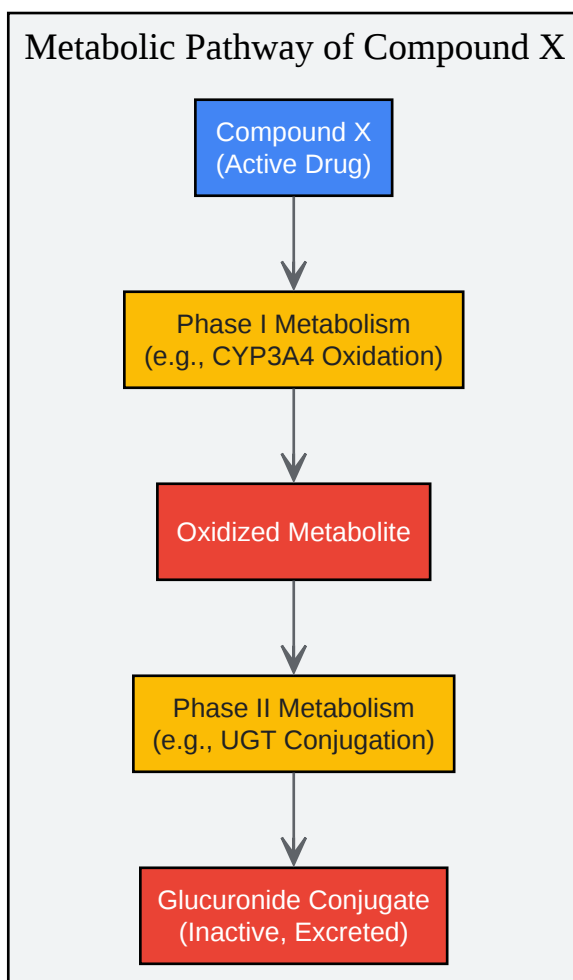 Metabolic Pathway of Compound X
Compound X
(Active Drug)
Phase I Metabolism
(e.g., CYP3A4 Oxidation)
Oxidized Metabolite
Phase II Metabolism
(e.g., UGT Conjugation)
Glucuronide Conjugate
(Inactive, Excreted)